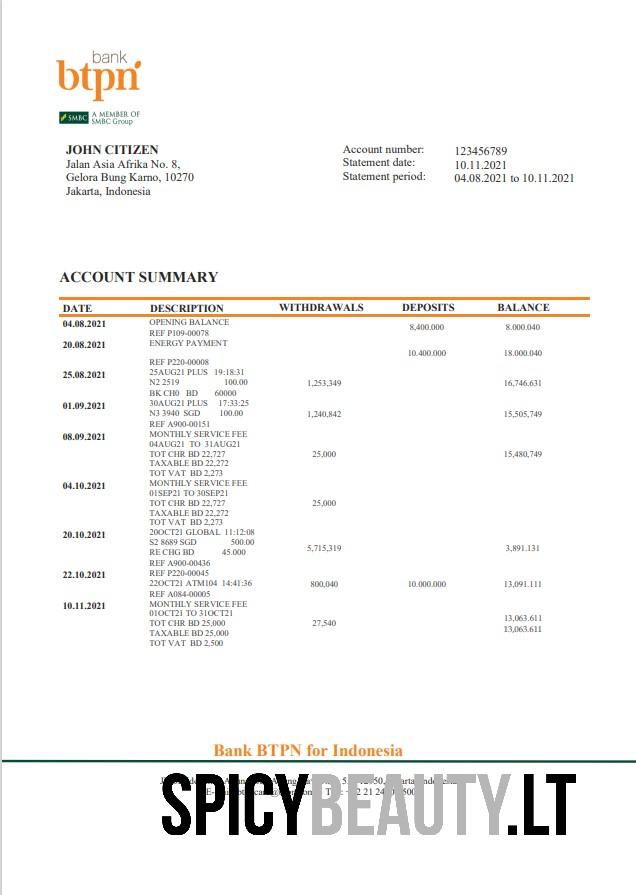 bank
btpn
SMBC A MEMBER OF
SMBC Group
JOHN CITIZEN
Jalan Asia Afrika No. 8,
Gelora Bung Karno, 10270
Jakarta, Indonesia
Account number: 123456789
Statement date: 10.11.2021
Statement period: 04.08.2021 to 10.11.2021
ACCOUNT SUMMARY
DATE DESCRIPTION WITHDRAWALS DEPOSITS BALANCE
04.08.2021 OPENING BALANCE
8,400.000 8.000.040
REF P109-00078
20.08.2021 ENERGY PAYMENT
10.400.000 18.000.040
REF P220-00008
25.08.2021 25AUG21 PLUS 19:18:31
N2 2519 100.00 1,253,349 16,746.631
BK CH0 BD 60000
01.09.2021 30AUG21 PLUS 17:33:25
N3 3940 SGD 100.00 1,240,842 15,505,749
REF A900-00151
08.09.2021 MONTHLY SERVICE FEE
04AUG21 TO 31AUG21
TOT CHR BD 22,727 25,000 15,480,749
TAXABLE BD 22,272
TOT VAT BD 2,273
04.10.2021 MONTHLY SERVICE FEE
01SEP21 TO 30SEP21
TOT CHR BD 22,727 25,000
TAXABLE BD 22,272
TOT VAT BD 2,273
20.10.2021 20OCT21 GLOBAL 11:12:08
S2 8689 SGD 500.00
RE CHG BD 45.000 5,715,319 3,891.131
REF A900-00436
22.10.2021 REF P220-00045
22OCT21 ATM104 14:41:36 800,040 10.000.000 13,091.111
REF A084-00005
10.11.2021 MONTHLY SERVICE FEE
01OCT21 TO 31OCT21
13,063.611
TOT CHR BD 25,000 27,540
TAXABLE BD 25,000 13,063.611
TOT VAT BD 2,500
Bank BTPN for Indonesia
SPICYBEAUTY.LT